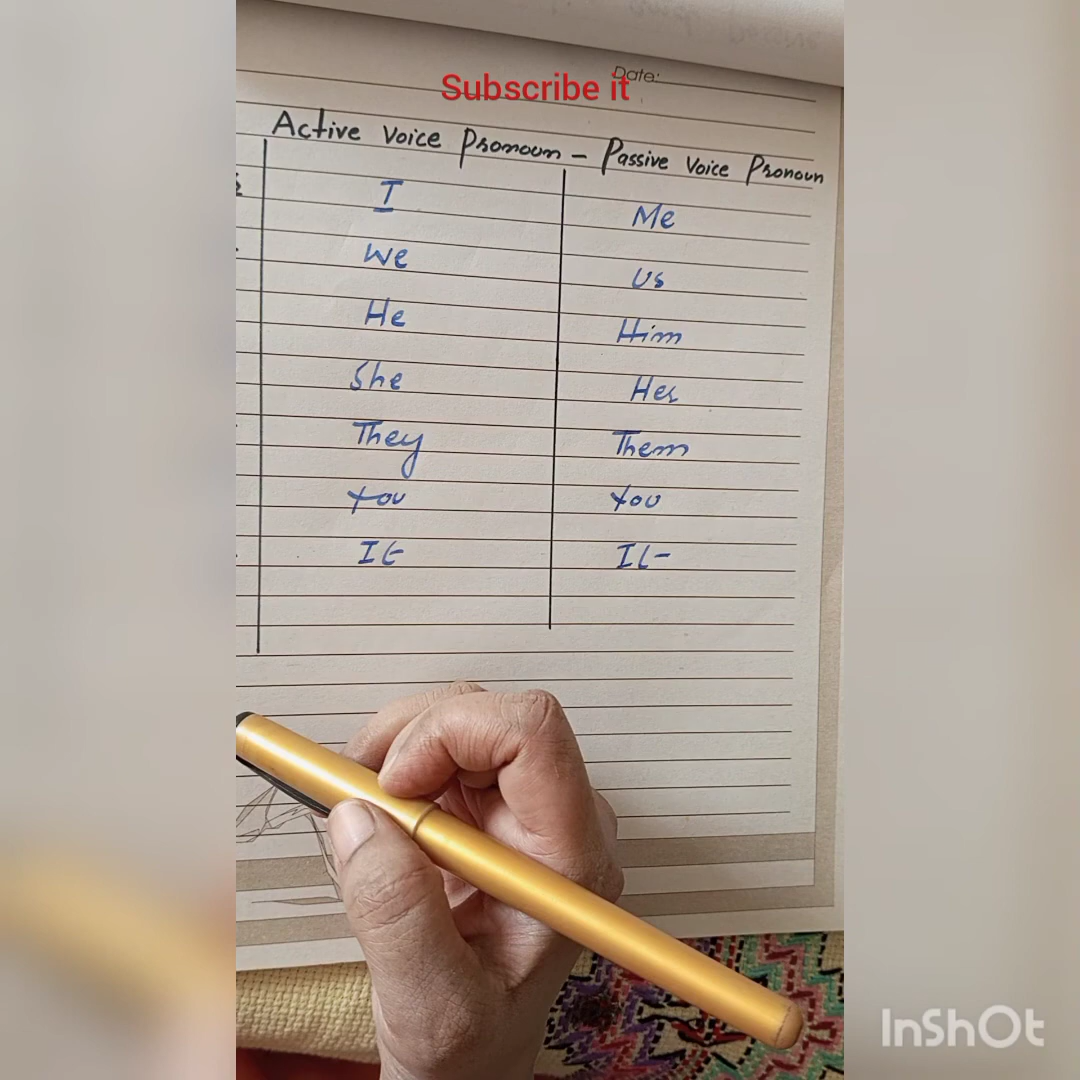 Date:
Subscribe it
Active Voice Pronoun - Passive Voice Pronoun
I Me
We Us
He Him
She Her
They Them
You You
It It
InShOt